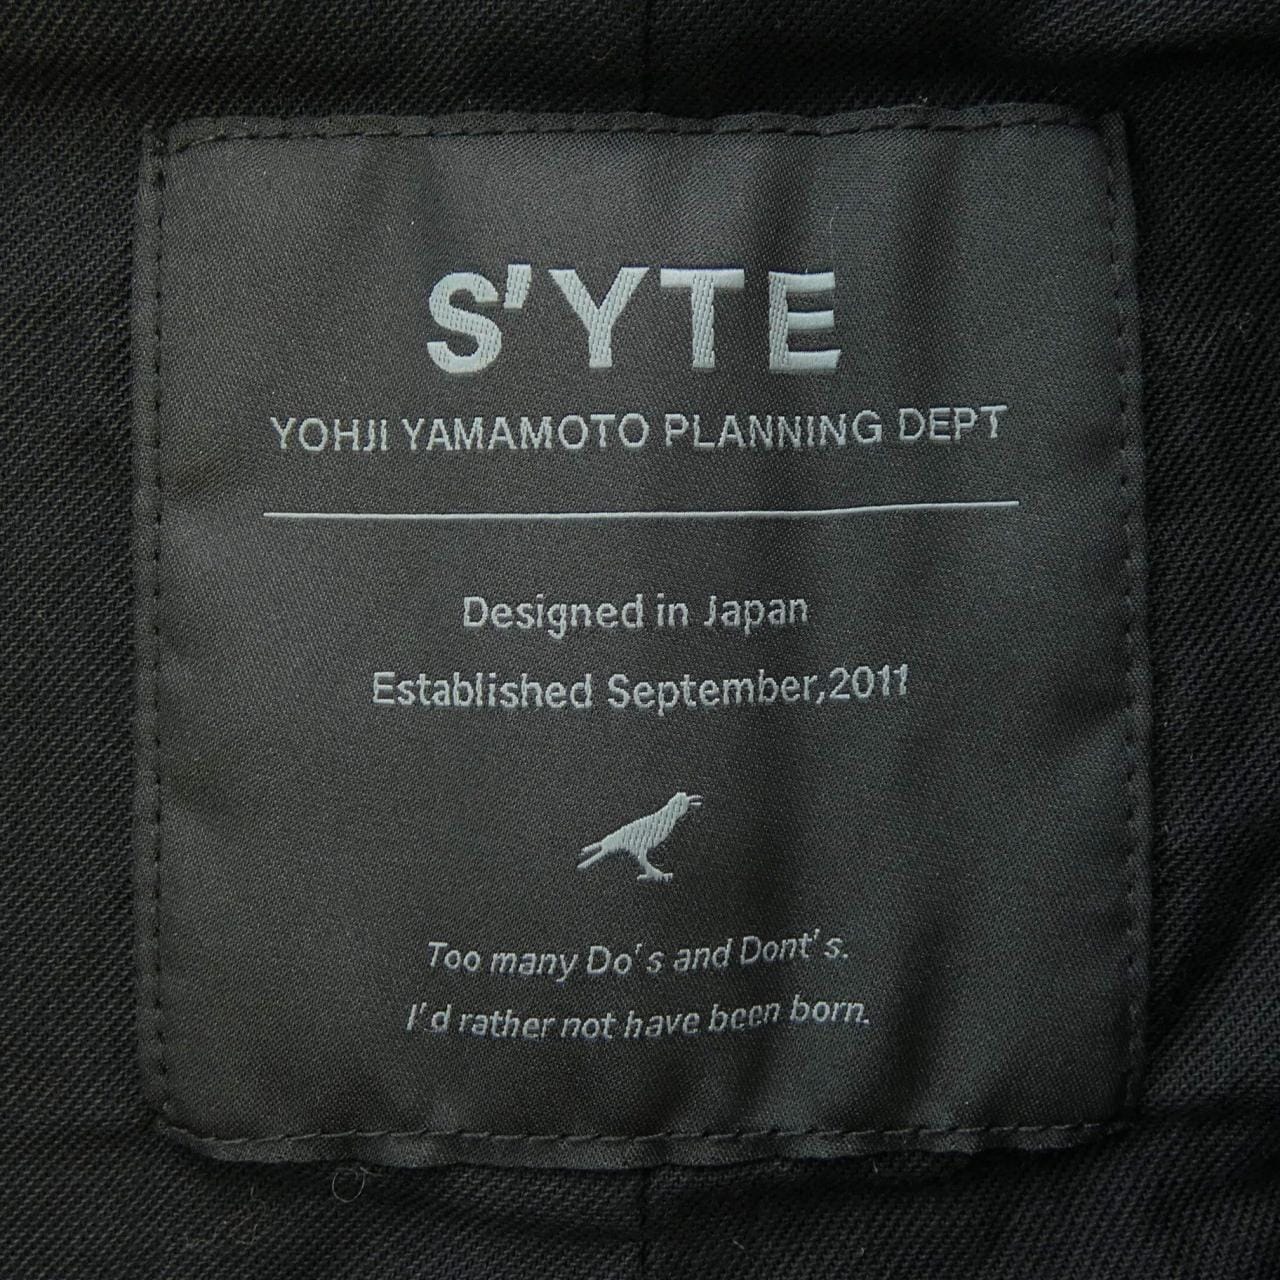 S'YTE
YOHJI YAMAMOTO PLANNING DEPT
Designed in Japan
Established September,2011
Too many Do's and Dont's.
I'd rather not have been born.